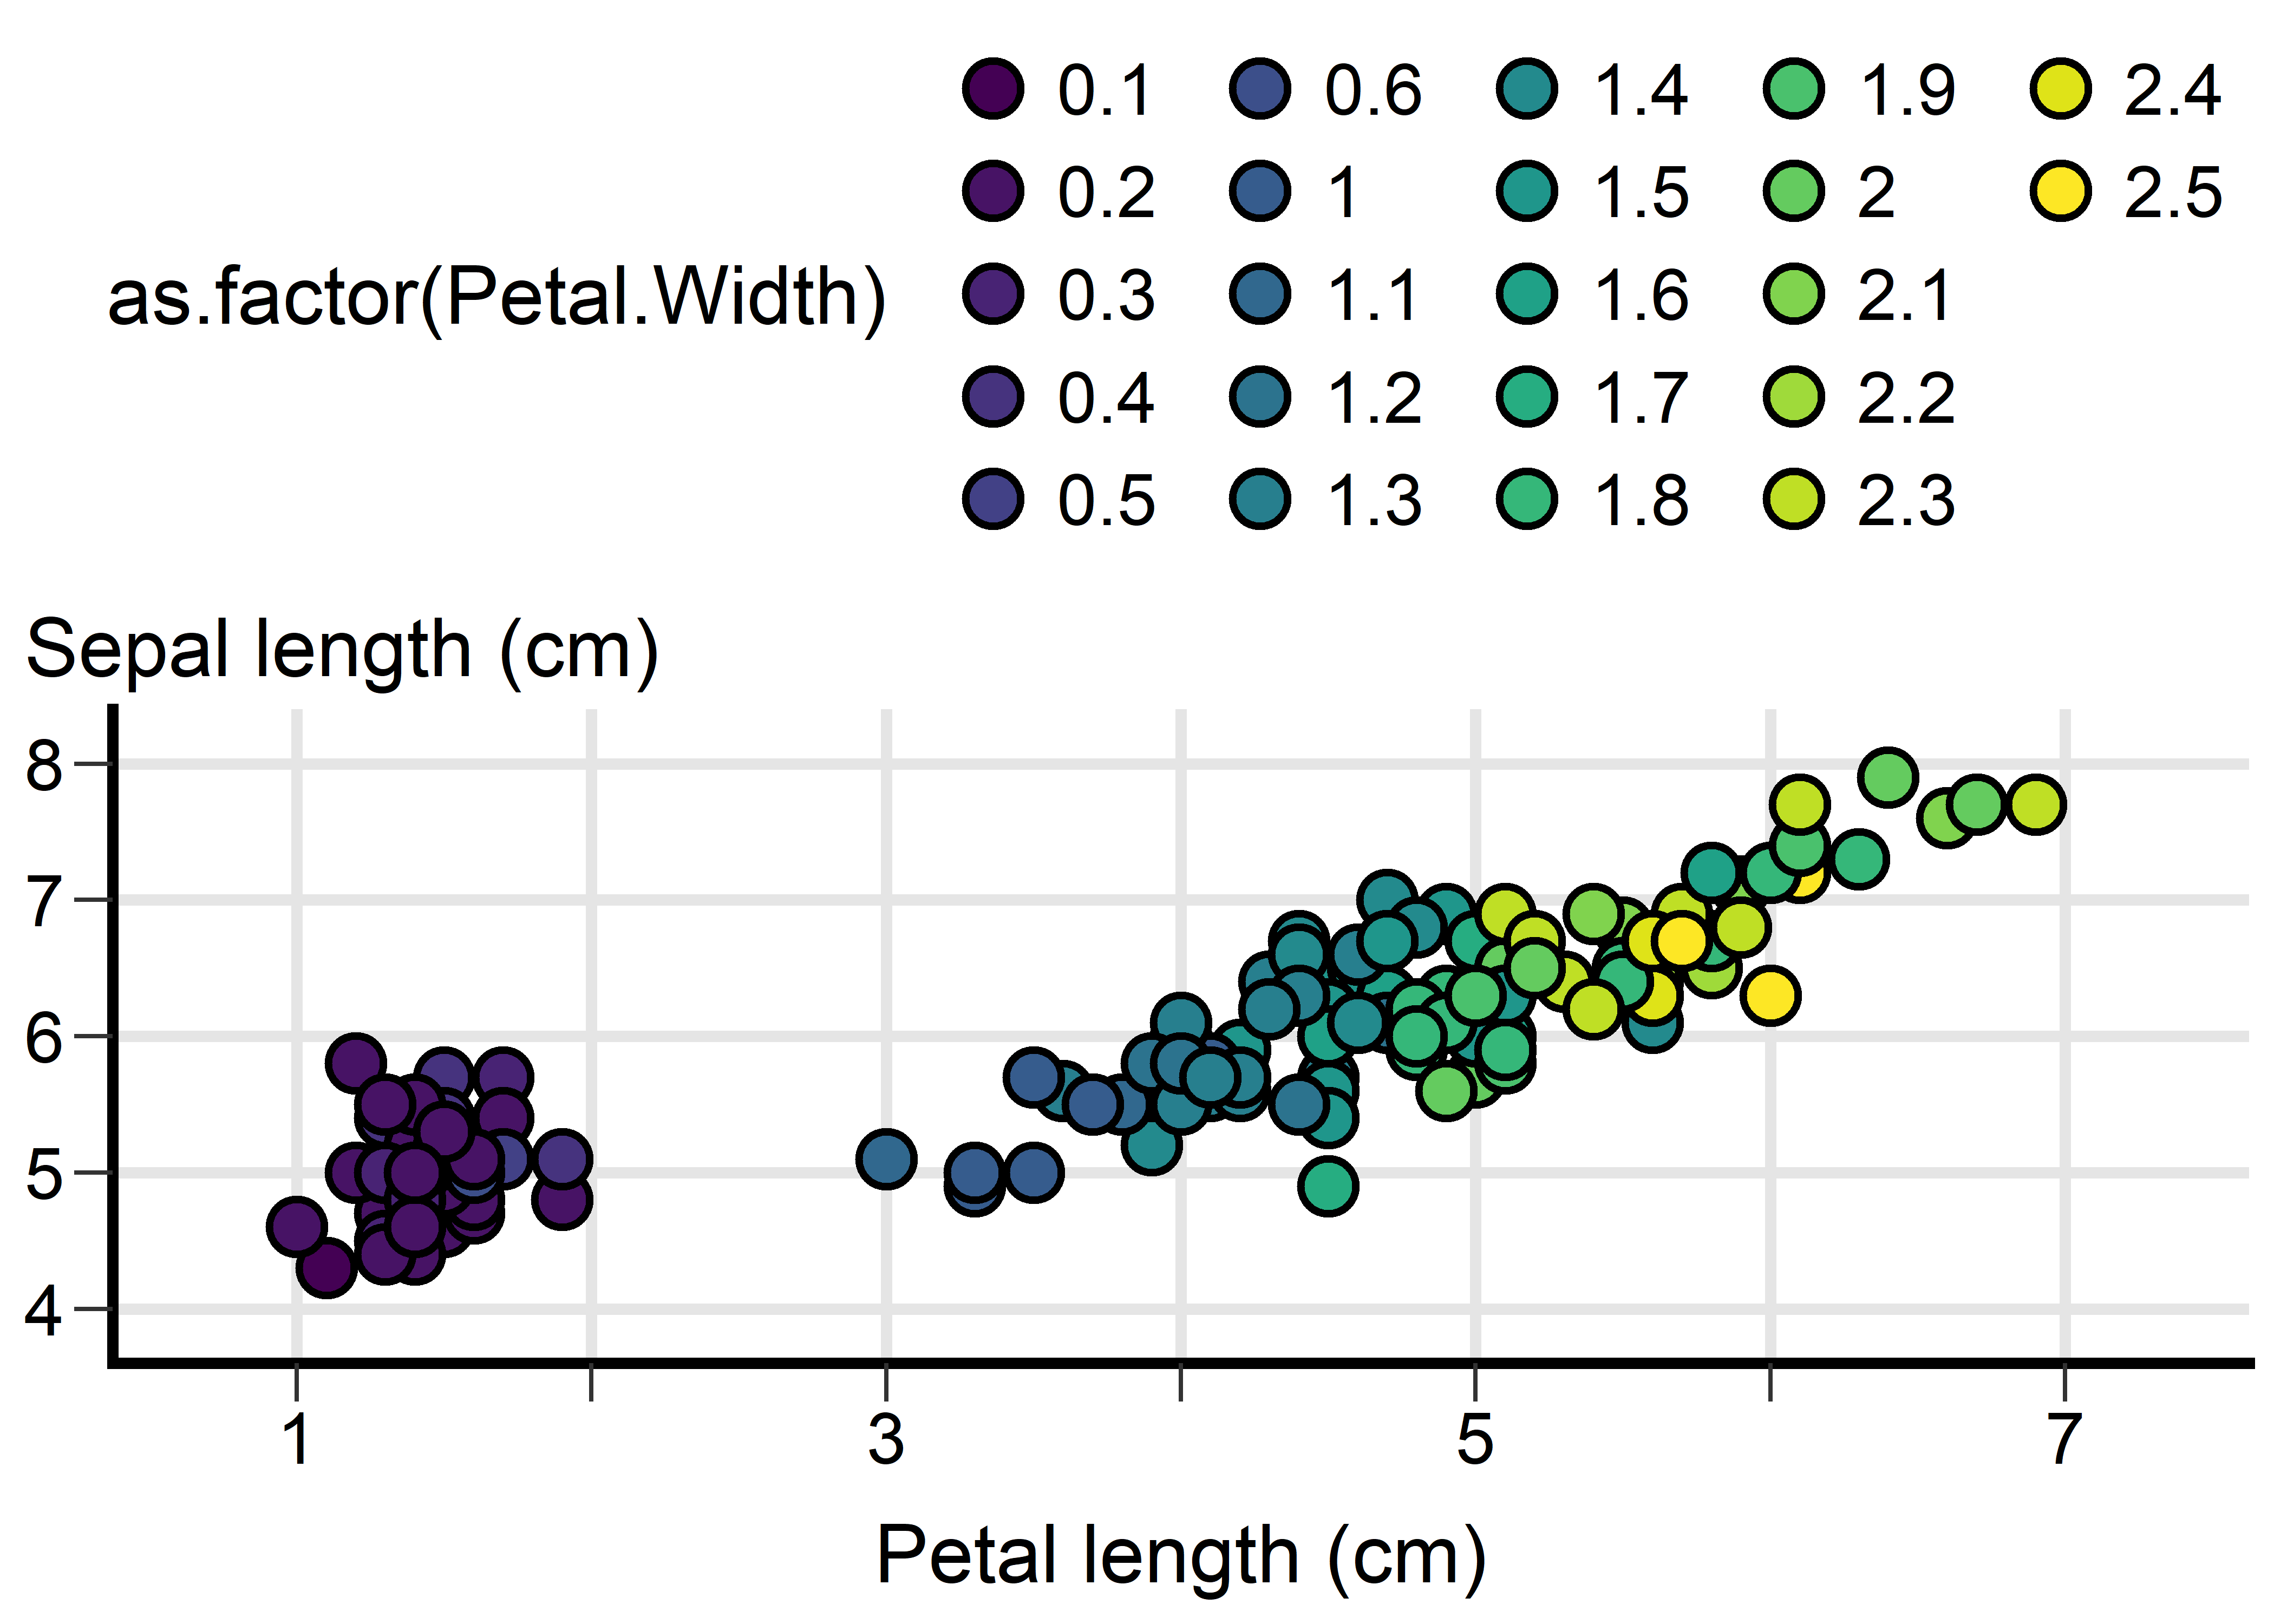 0.1 0.6 1.4 1.9 2.4
0.2 1 1.5 2 2.5
as.factor(Petal.Width) 0.3 1.1 1.6 2.1
0.4 1.2 1.7 2.2
0.5 1.3 1.8 2.3
Sepal length (cm)
8
7
6
5
4
1 3 5 7
Petal length (cm)